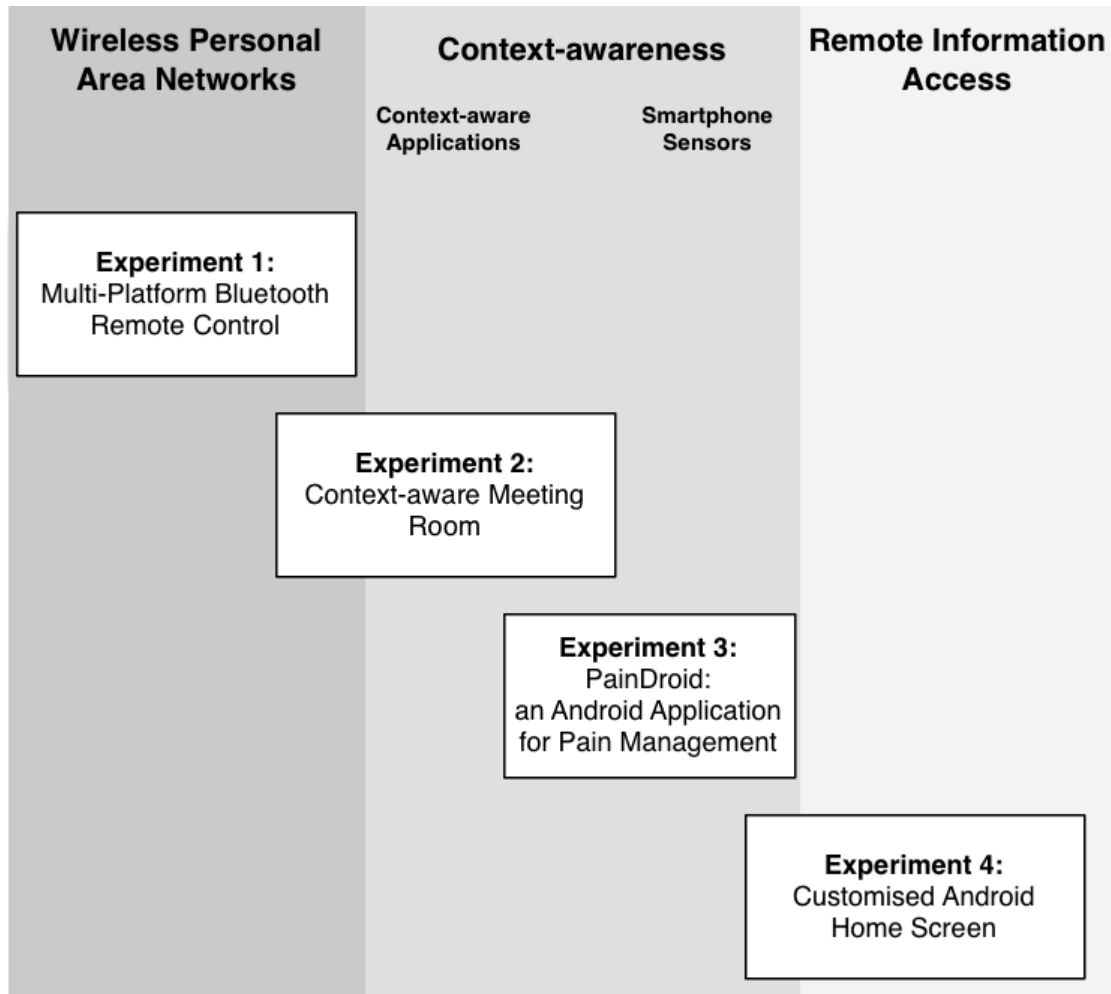 Wireless Personal
Area Networks
Context-awareness
Remote Information
Access
Context-aware
Applications
Smartphone
Sensors
Experiment 1:
Multi-Platform Bluetooth
Remote Control
Experiment 2:
Context-aware Meeting
Room
Experiment 3:
PainDroid:
an Android Application
for Pain Management
Experiment 4:
Customised Android
Home Screen